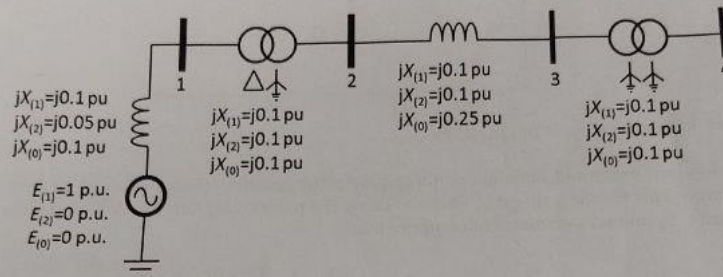 1
2
3
jX(1)=j0.1 pu
jX(2)=j0.05 pu
jX(0)=j0.1 pu
jX(1)=j0.1 pu
jX(2)=j0.1 pu
jX(0)=j0.1 pu
jX(1)=j0.1 pu
jX(2)=j0.1 pu
jX(0)=j0.25 pu
jX(1)=j0.1 pu
jX(2)=j0.1 pu
jX(0)=j0.1 pu
E(1)=1 p.u.
E(2)=0 p.u.
E(0)=0 p.u.